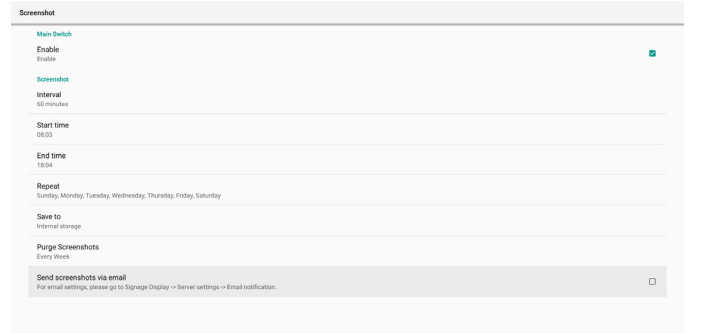 Screenshot
Main Switch
Enable
Enable
Screenshot
Interval
60 minutes
Start time
08:03
End time
18:04
Repeat
Sunday, Monday, Tuesday, Wednesday, Thursday, Friday, Saturday
Save to
Internal storage
Purge Screenshots
Every Week
Send screenshots via email
For email settings, please go to Signage Display -> Server settings -> Email notification.